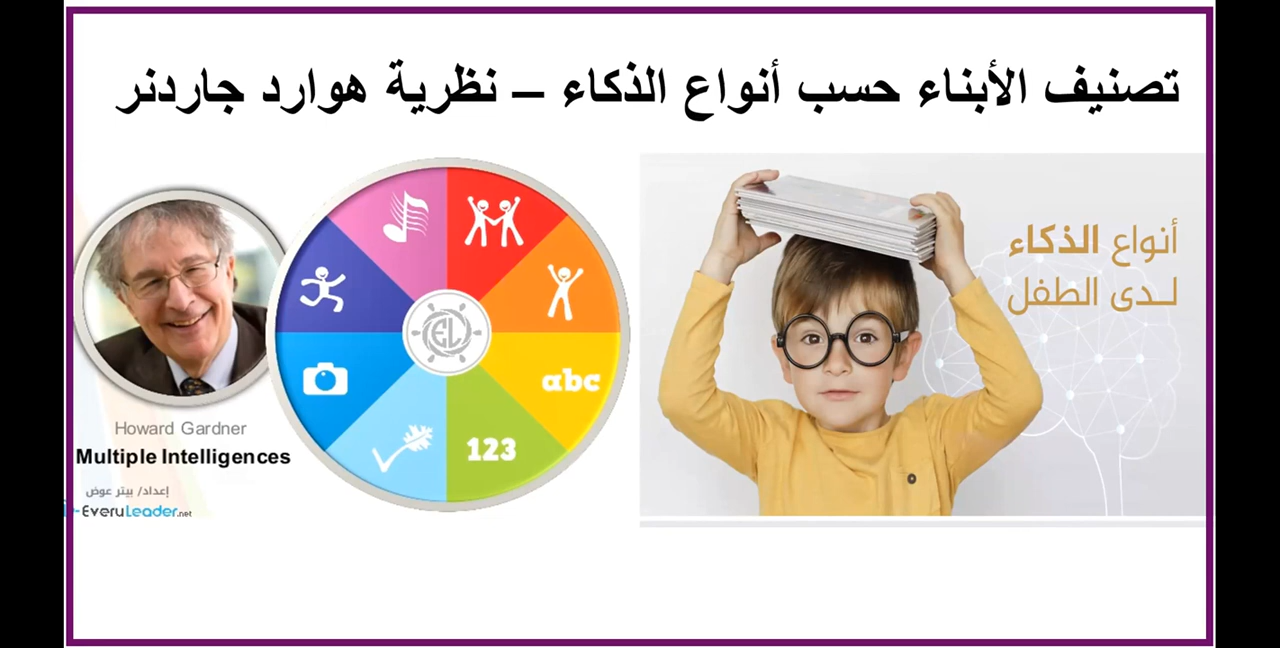 تصنيف الأبناء حسب أنواع الذكاء – نظرية هوارد جاردنر
أنواع الذكاء
لـدى الطفل
abc
123
EL
Howard Gardner
Multiple Intelligences
إعداد/ بيتر عوض
EveryLeader.net